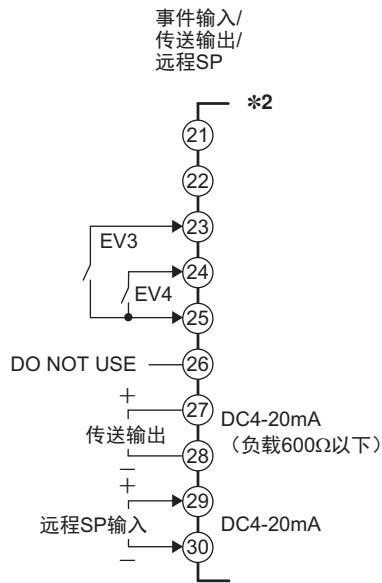 事件输入/
传送输出/
远程SP
*2
21
22
23
EV3
24
EV4
25
DO NOT USE 26
+ 27 DC4-20mA
传送输出 （负载600Ω以下）
− 28
+ 29
远程SP输入 DC4-20mA
− 30